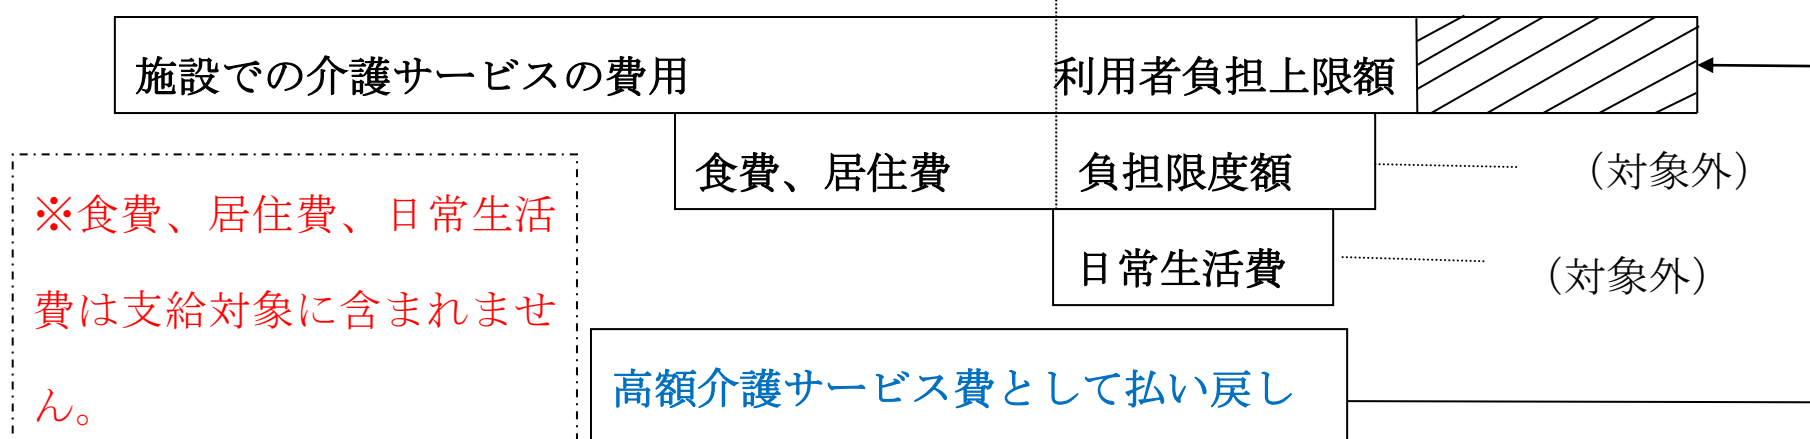 施設での介護サービスの費用
利用者負担上限額
食費、居住費
負担限度額
(対象外)
日常生活費
(対象外)
※食費、居住費、日常生活
費は支給対象に含まれませ
ん。
高額介護サービス費として払い戻し